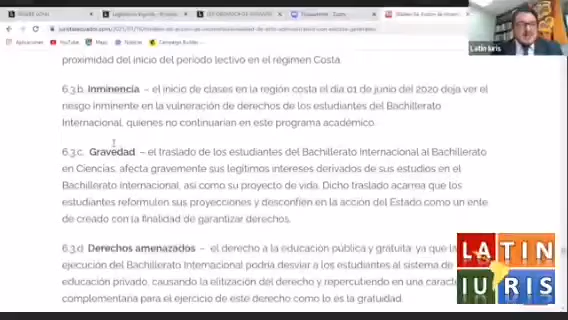 Latin Iuris
proximidad del inicio del periodo lectivo en el régimen Costa
6.3.b. Inminencia – el inicio de clases en la región costa el día 01 de junio del 2020 deja ver el
riesgo inminente en la vulneración de derechos de los estudiantes del Bachillerato
Internacional, quienes no continuarían en este programa académico.
6.3.c. Gravedad – el traslado de los estudiantes del Bachillerato Internacional al Bachillerato
en Ciencias, afecta gravemente sus legítimos intereses derivados de sus estudios en el
Bachillerato Internacional, así como su proyecto de vida. Dicho traslado acarrea que los
estudiantes reformulen sus proyecciones y desconfíen en la acción del Estado como un ente
de creado con la finalidad de garantizar derechos.
6.3.d Derechos amenazados – el derecho a la educación pública y gratuita, ya que la
ejecución del Bachillerato Internacional podría desviar a los estudiantes al sistema de
educación privado, causando la elitización del derecho y repercutiendo en una caracte
complementaria para el ejercicio de este derecho como lo es la gratuidad.
LATIN
IURIS